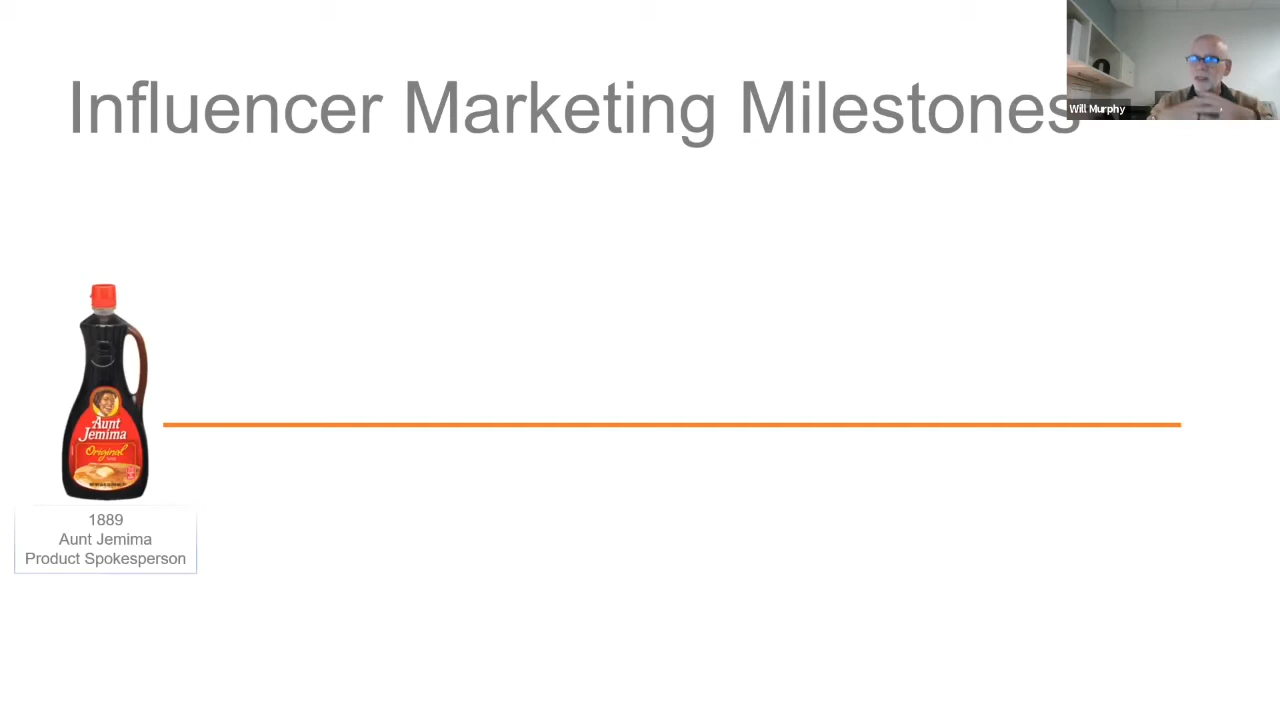 Influencer Marketing Milestones
Will Murphy
Aunt
Jemima
Original
1889
Aunt Jemima
Product Spokesperson